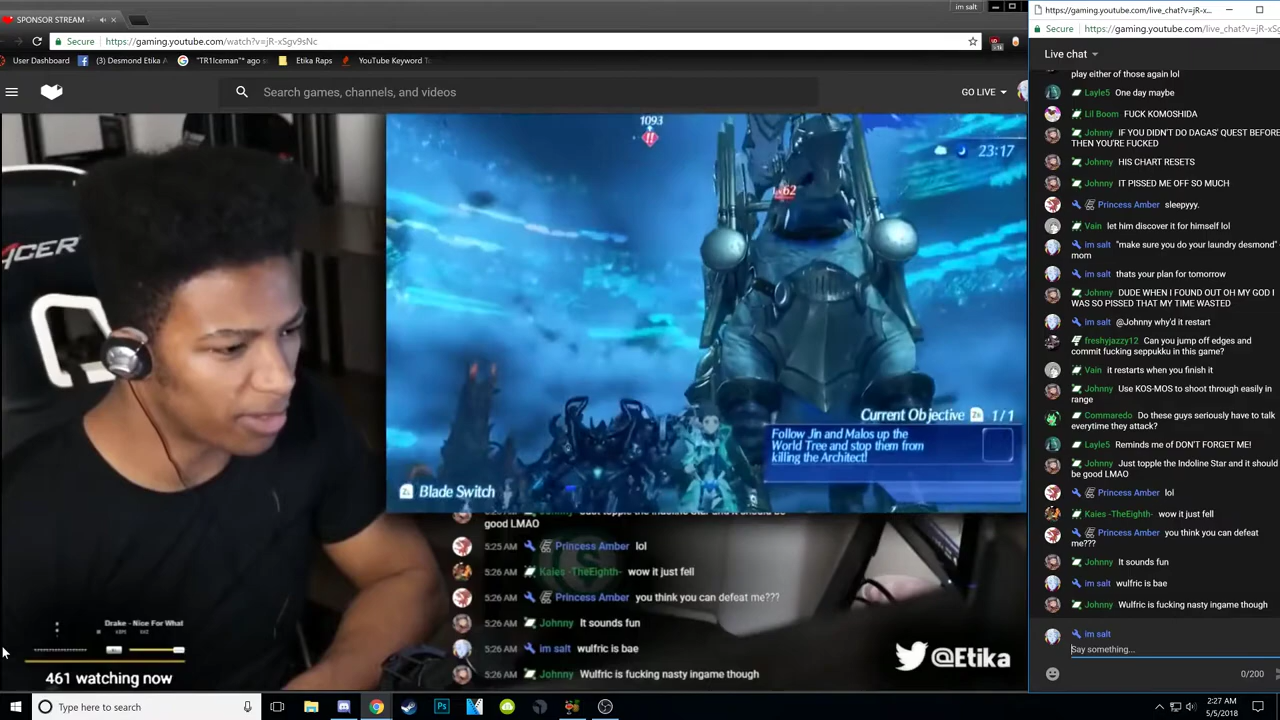 SPONSOR STREAM -
im salt
https://gaming.youtube.com/live_chat?v=jR-x...
Secure https://gaming.youtube.com/watch?v=jR-xSgv9sNc
Secure https://gaming.youtube.com/live_chat?v=jR-xSg
User Dashboard
(3) Desmond Etika A
"TR1Iceman"* ago s
Etika Raps
YouTube Keyword To
Search games, channels, and videos
GO LIVE
1093
23:17
Current Objective 1/1
Follow Jin and Malos up the
World Tree and stop them from
killing the Architect!
Blade Switch
good LMAO
5:25 AM Princess Amber lol
5:26 AM Kaies -TheEighth- wow it just fell
5:26 AM Princess Amber you think you can defeat me???
5:26 AM Johnny It sounds fun
5:26 AM im salt wulfric is bae
5:26 AM Johnny Wulfric is fucking nasty ingame though
Drake - Nice For What
461 watching now
@Etika
Live chat
play either of those again lol
Layle5 One day maybe
Lil Boom FUCK KOMOSHIDA
Johnny IF YOU DIDN'T DO DAGAS' QUEST BEFORE
THEN YOU'RE FUCKED
Johnny HIS CHART RESETS
Johnny IT PISSED ME OFF SO MUCH
Princess Amber sleepyyy.
Vain let him discover it for himself lol
im salt "make sure you do your laundry desmond"
mom
im salt thats your plan for tomorrow
Johnny DUDE WHEN I FOUND OUT OH MY GOD I
WAS SO PISSED THAT MY TIME WASTED
im salt @Johnny why'd it restart
freshyjazzy12 Can you jump off edges and
commit fucking seppukku in this game?
Vain it restarts when you finish it
Johnny Use KOS-MOS to shoot through easily in
range
Commaredo Do these guys seriously have to talk
everytime they attack?
Layle5 Reminds me of DON'T FORGET ME!
Johnny Just topple the Indoline Star and it should
be good LMAO
Princess Amber lol
Kaies -TheEighth- wow it just fell
Princess Amber you think you can defeat
me???
Johnny It sounds fun
im salt wulfric is bae
Johnny Wulfric is fucking nasty ingame though
im salt
Say something...
0/200
Type here to search
2:27 AM
5/5/2018